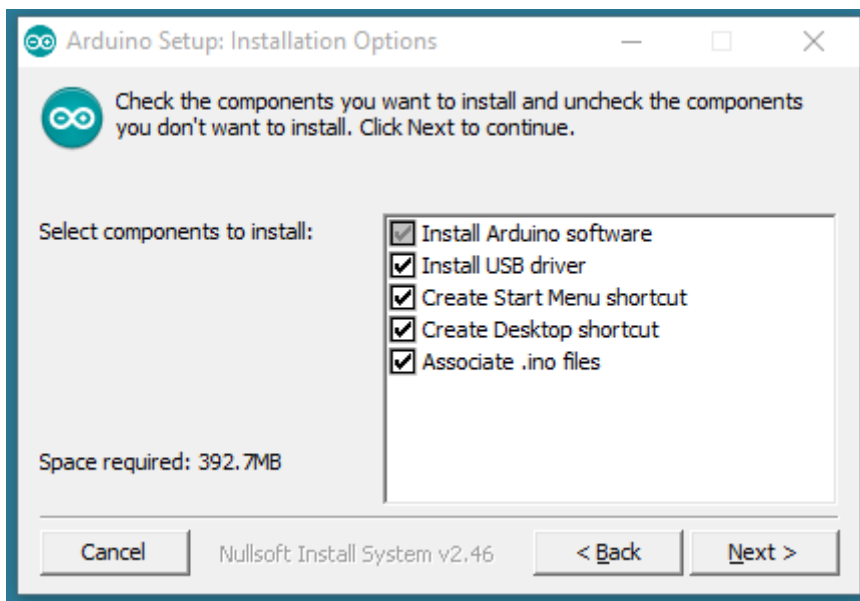 Arduino Setup: Installation Options
Check the components you want to install and uncheck the components
you don't want to install. Click Next to continue.
Select components to install:
Install Arduino software
Install USB driver
Create Start Menu shortcut
Create Desktop shortcut
Associate .ino files
Space required: 392.7MB
Cancel
Nullsoft Install System v2.46
< Back
Next >